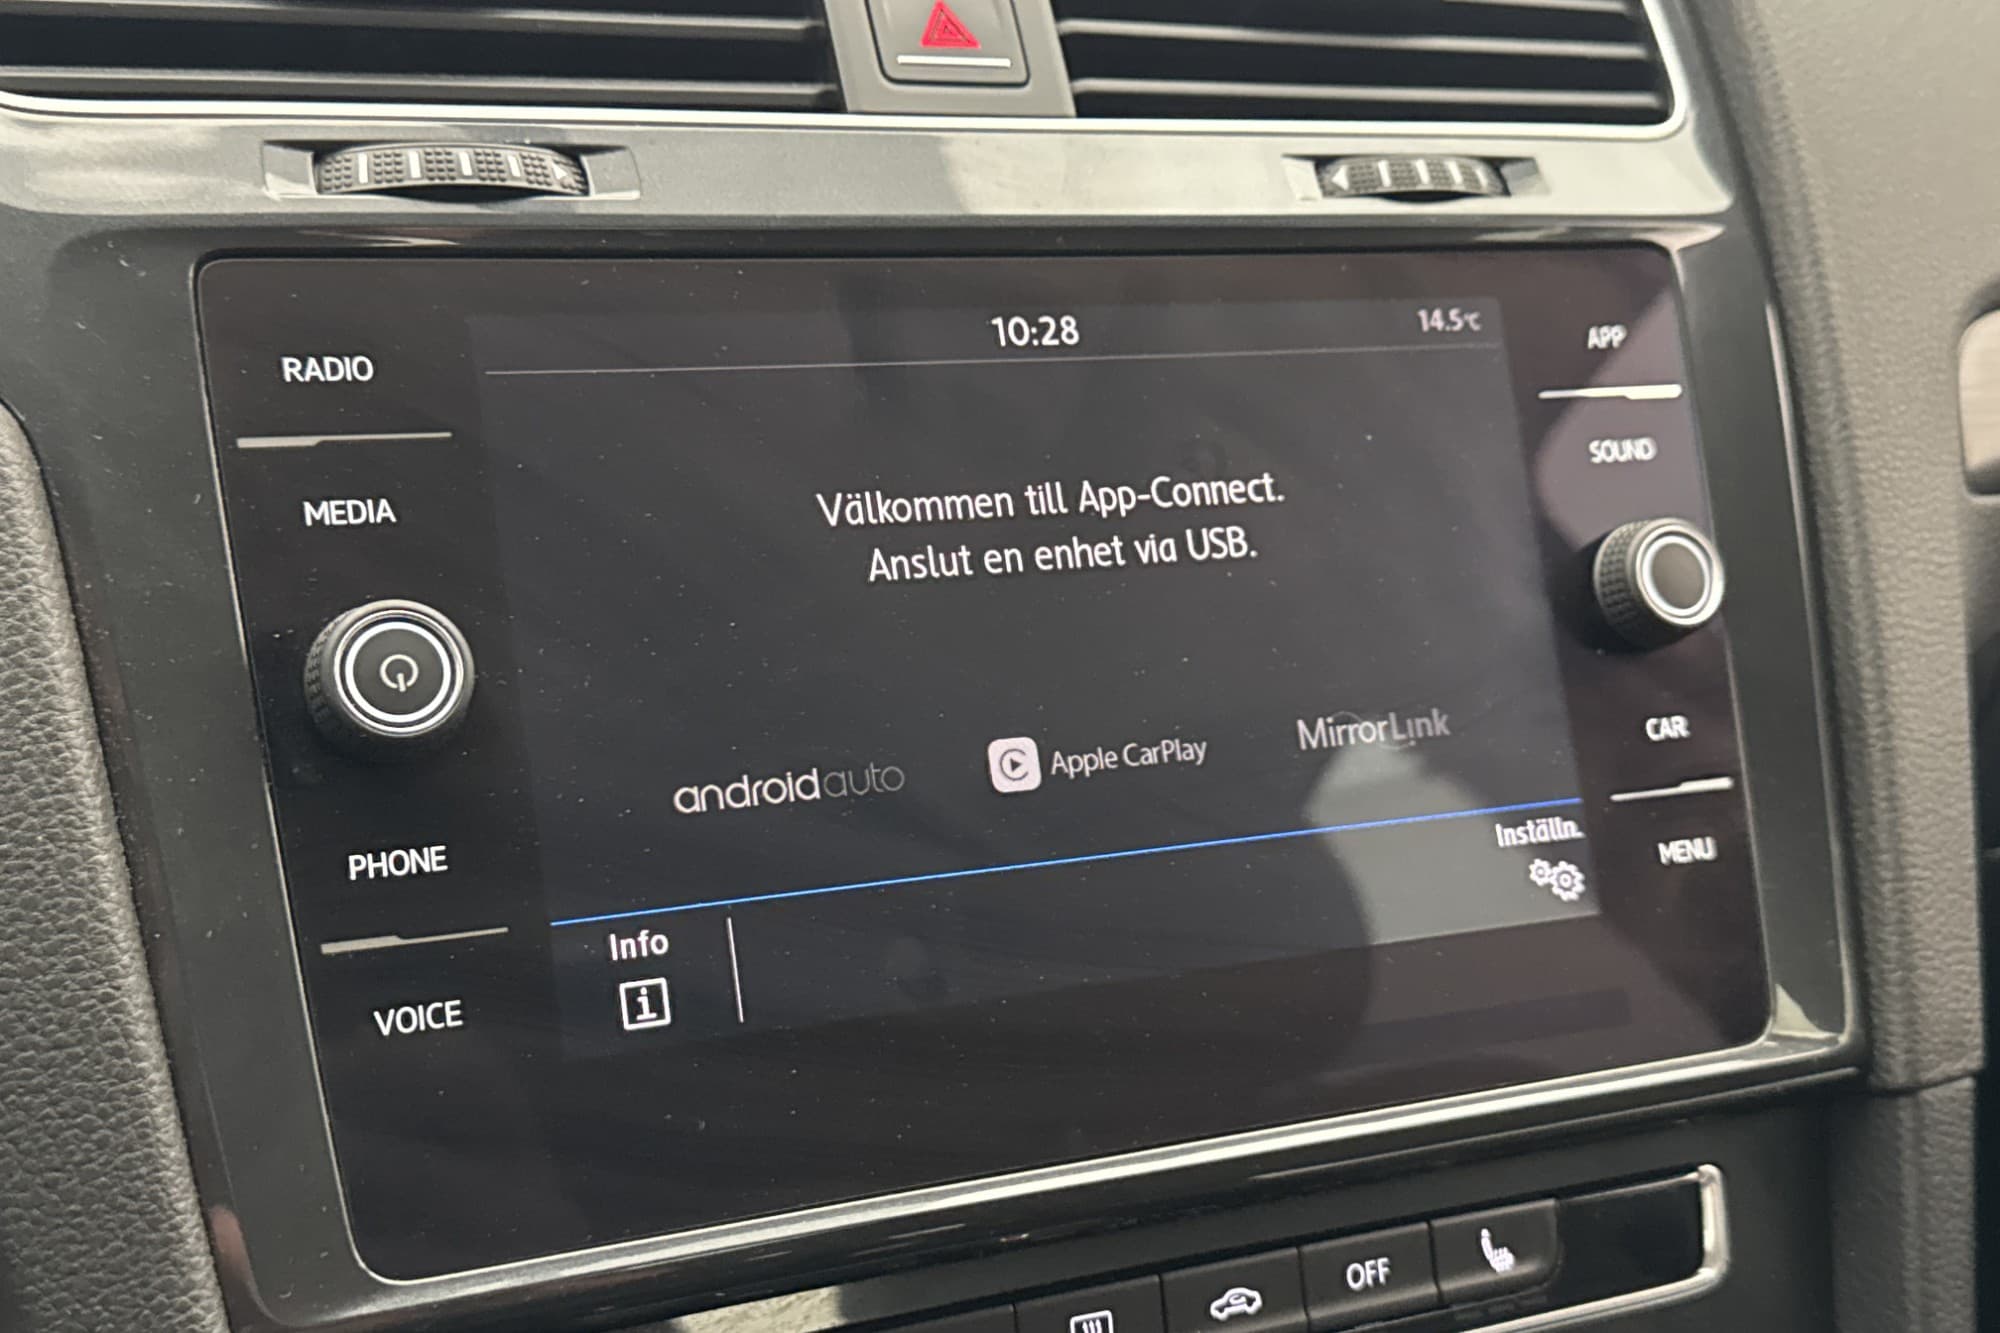 10:28
14.5°C
RADIO
MEDIA
PHONE
VOICE
Välkommen till App-Connect.
Anslut en enhet via USB.
androidauto
Apple CarPlay
MirrorLink
Info
i
Inställn.
APP
SOUND
CAR
MENU
OFF